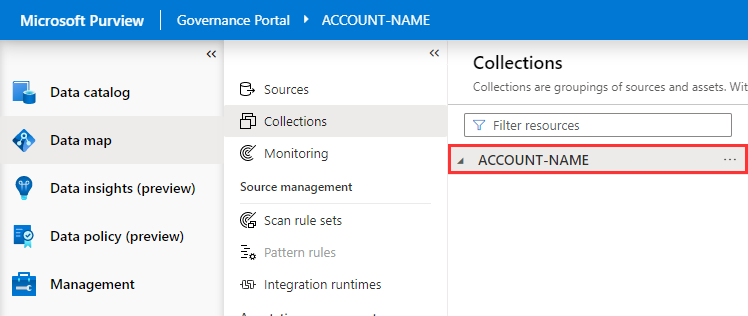 Microsoft Purview Governance Portal ACCOUNT-NAME
Data catalog
Data map
Data insights (preview)
Data policy (preview)
Management
Sources
Collections
Monitoring
Source management
Scan rule sets
Pattern rules
Integration runtimes
Collections
Collections are groupings of sources and assets. Wit
Filter resources
ACCOUNT-NAME